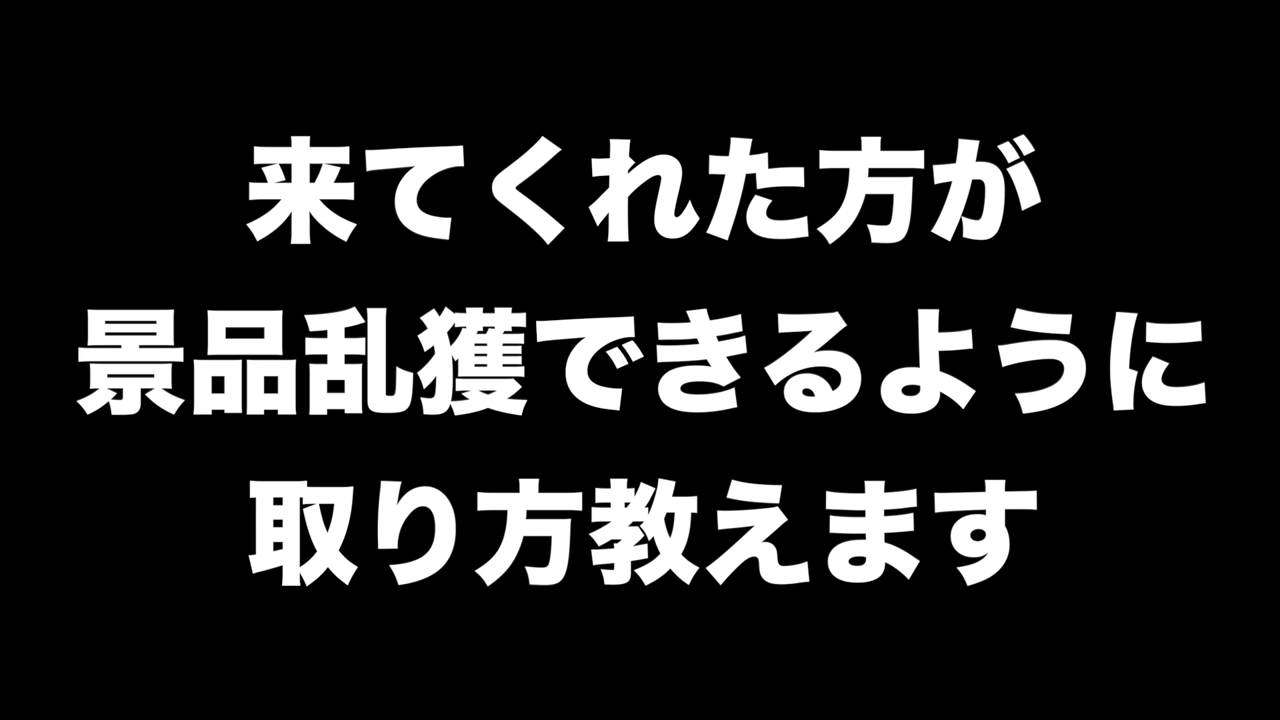 来てくれた方が
景品乱獲できるように
取り方教えます